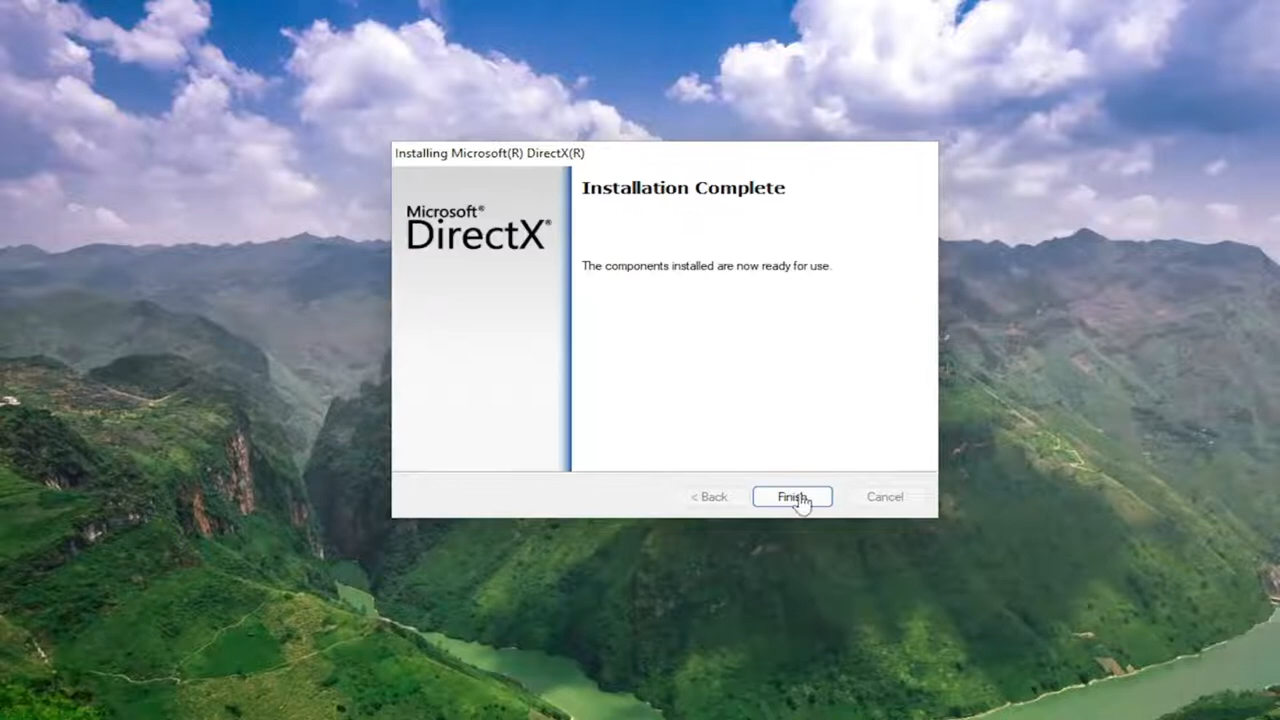 Installing Microsoft(R) DirectX(R)
Installation Complete
Microsoft®
DirectX®
The components installed are now ready for use.
< Back
Finish
Cancel